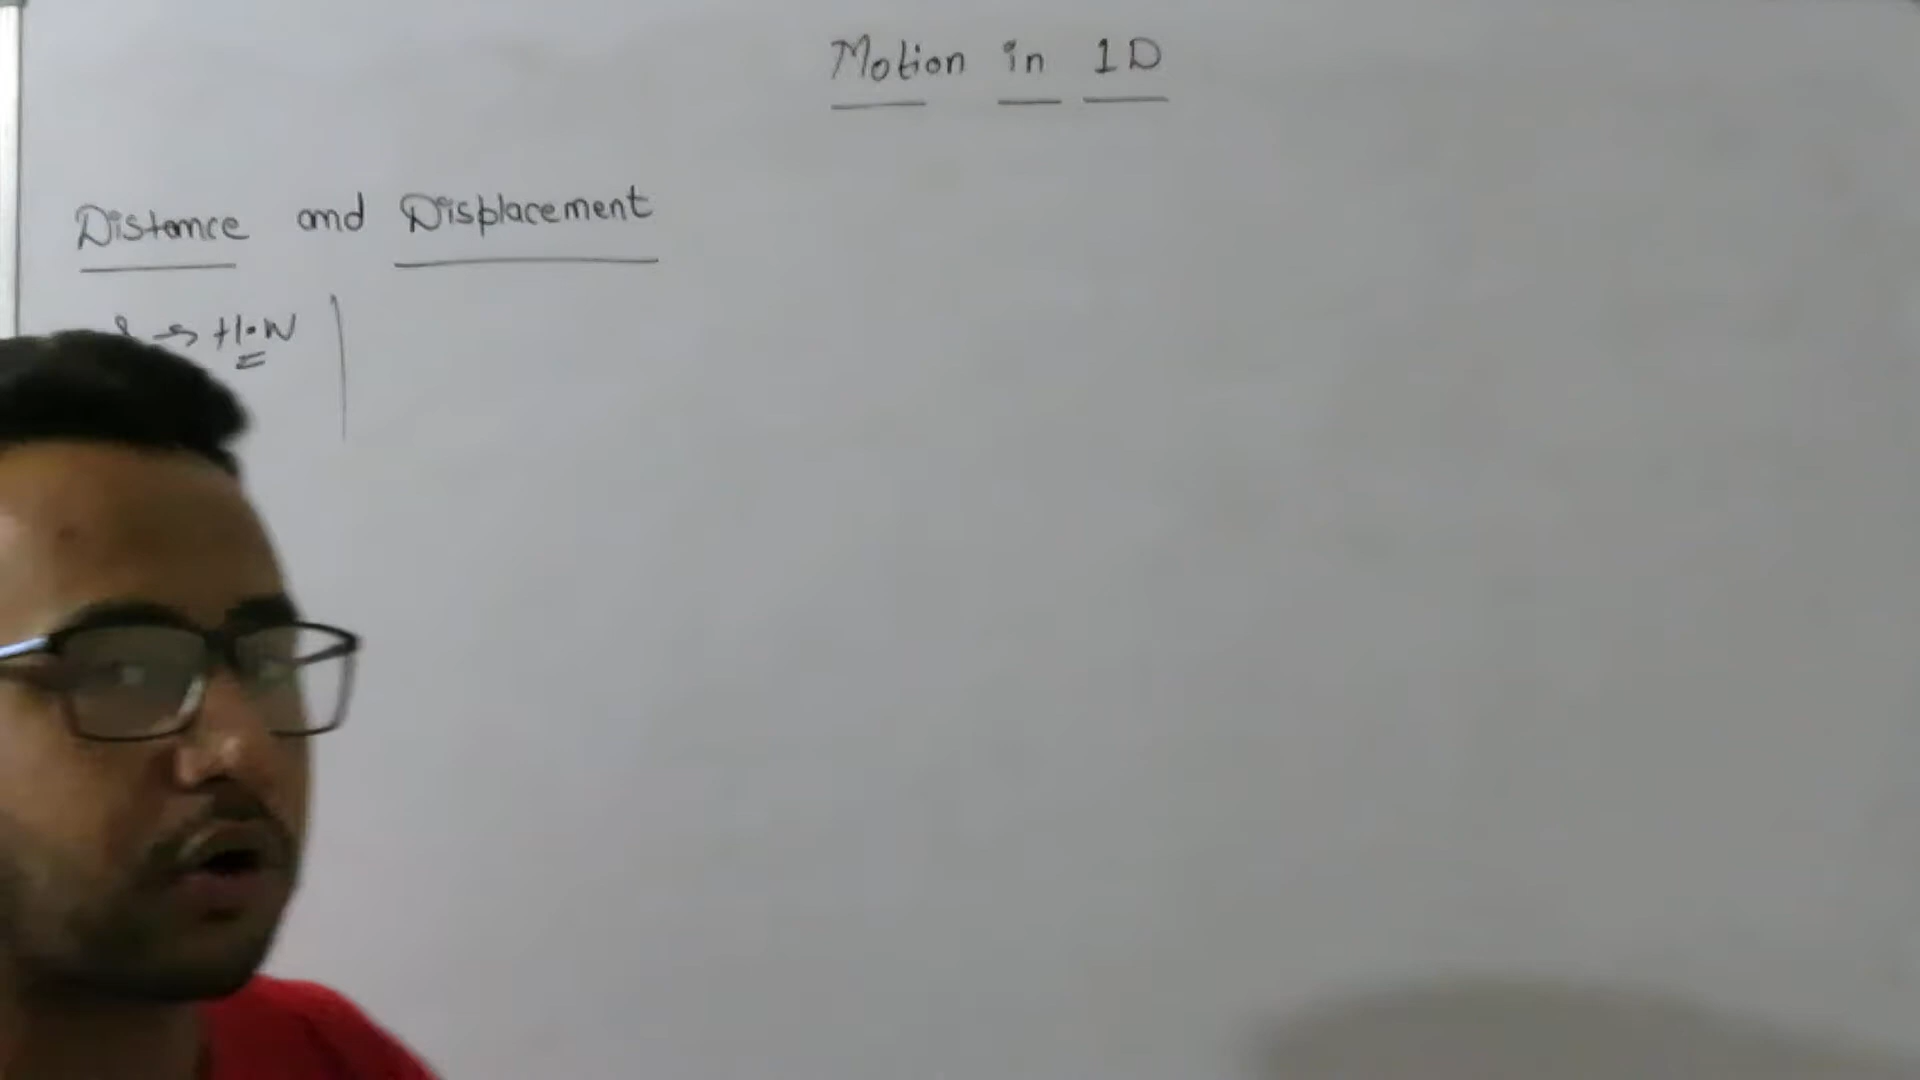 Motion in 1D
Distance and Displacement
→ H.W